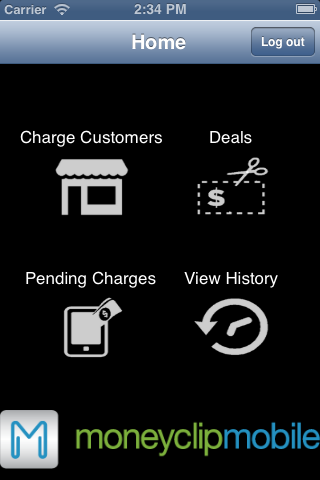 Carrier 2:34 PM
Home Log out
Charge Customers Deals
$
Pending Charges View History
$
M moneyclipmobile